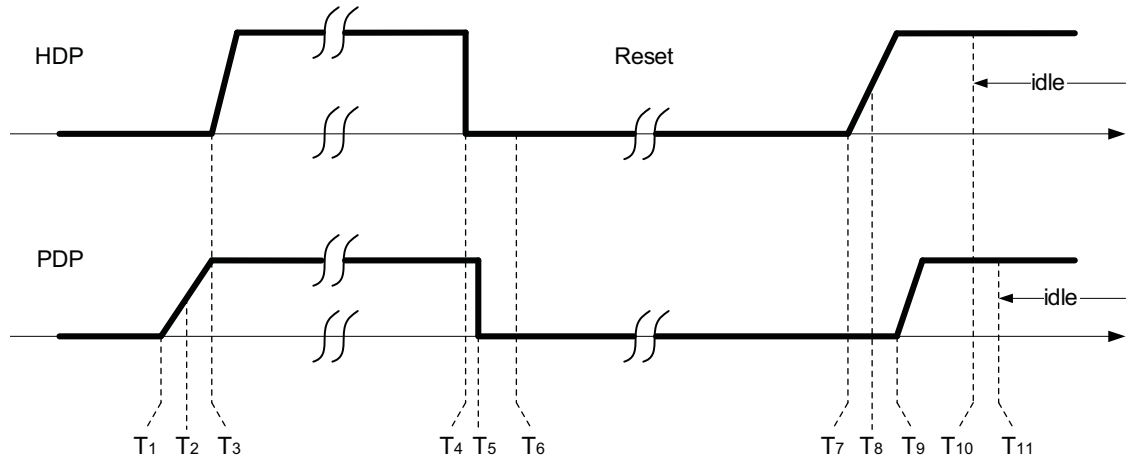 HDP
Reset
idle
PDP
idle
T1 T2 T3 T4 T5 T6 T7 T8 T9 T10 T11